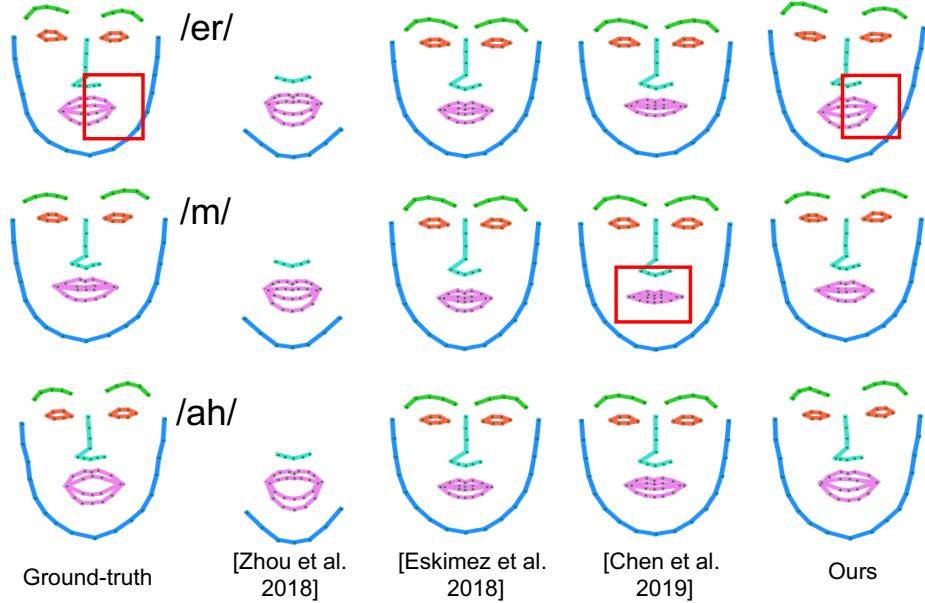 /er/
/m/
/ah/
Ground-truth
[Zhou et al.
2018]
[Eskimez et al.
2018]
[Chen et al.
2019]
Ours